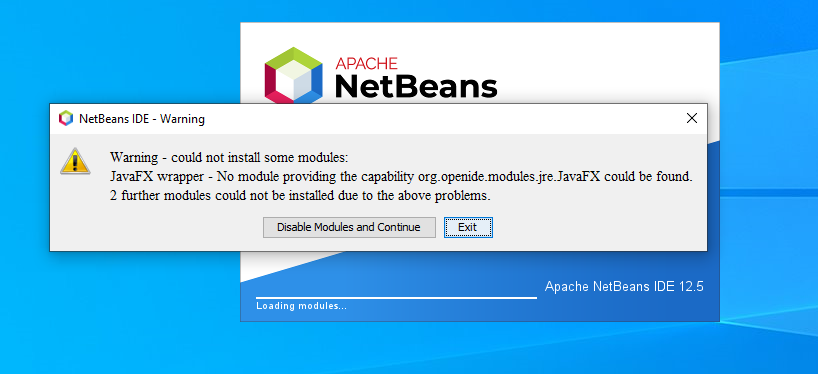 APACHE
NetBeans
NetBeans IDE - Warning
Warning - could not install some modules:
JavaFX wrapper - No module providing the capability org.openide.modules.jre.JavaFX could be found.
2 further modules could not be installed due to the above problems.
Disable Modules and Continue
Exit
Apache NetBeans IDE 12.5
Loading modules...